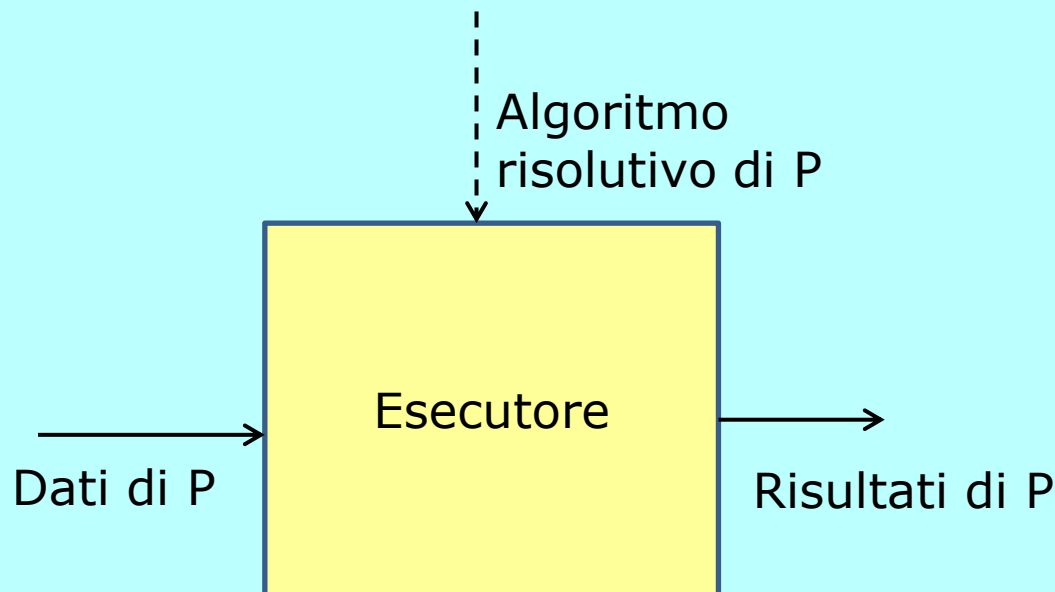 Algoritmo
risolutivo di P
Esecutore
Dati di P
Risultati di P